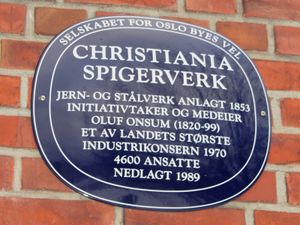 SELSKABET FOR OSLO BYES VEL
CHRISTIANIA
SPIGERVERK
JERN- OG STÅLVERK ANLAGT 1853
INITIATIVTAKER OG MEDEIER
OLUF ONSUM (1820-99)
ET AV LANDETS STØRSTE
INDUSTRIKONSERN 1970
4600 ANSATTE
NEDLAGT 1989